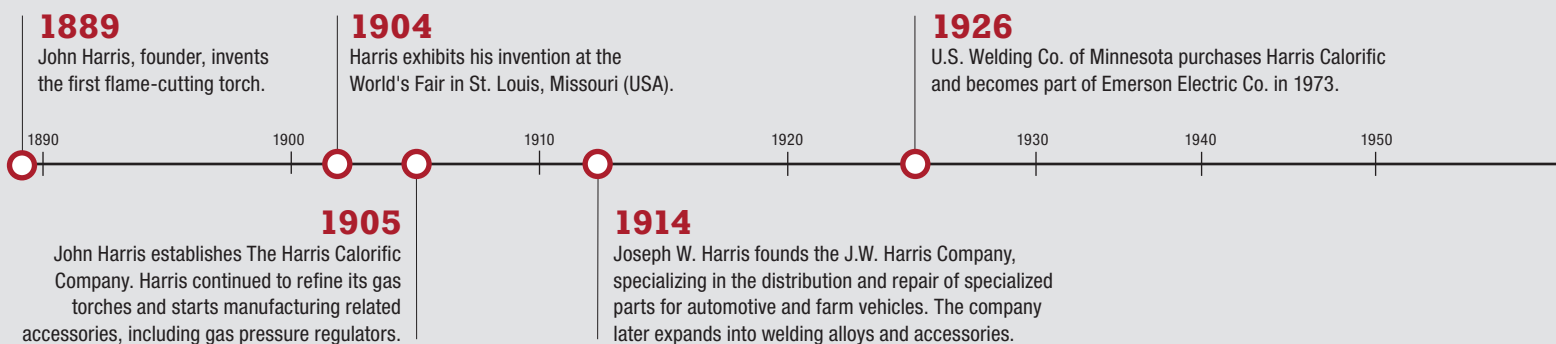 1889
John Harris, founder, invents
the first flame-cutting torch.
1904
Harris exhibits his invention at the
World's Fair in St. Louis, Missouri (USA).
1926
U.S. Welding Co. of Minnesota purchases Harris Calorific
and becomes part of Emerson Electric Co. in 1973.
1890
1900
1910
1920
1930
1940
1950
1905
John Harris establishes The Harris Calorific
Company. Harris continued to refine its gas
torches and starts manufacturing related
accessories, including gas pressure regulators.
1914
Joseph W. Harris founds the J.W. Harris Company,
specializing in the distribution and repair of specialized
parts for automotive and farm vehicles. The company
later expands into welding alloys and accessories.